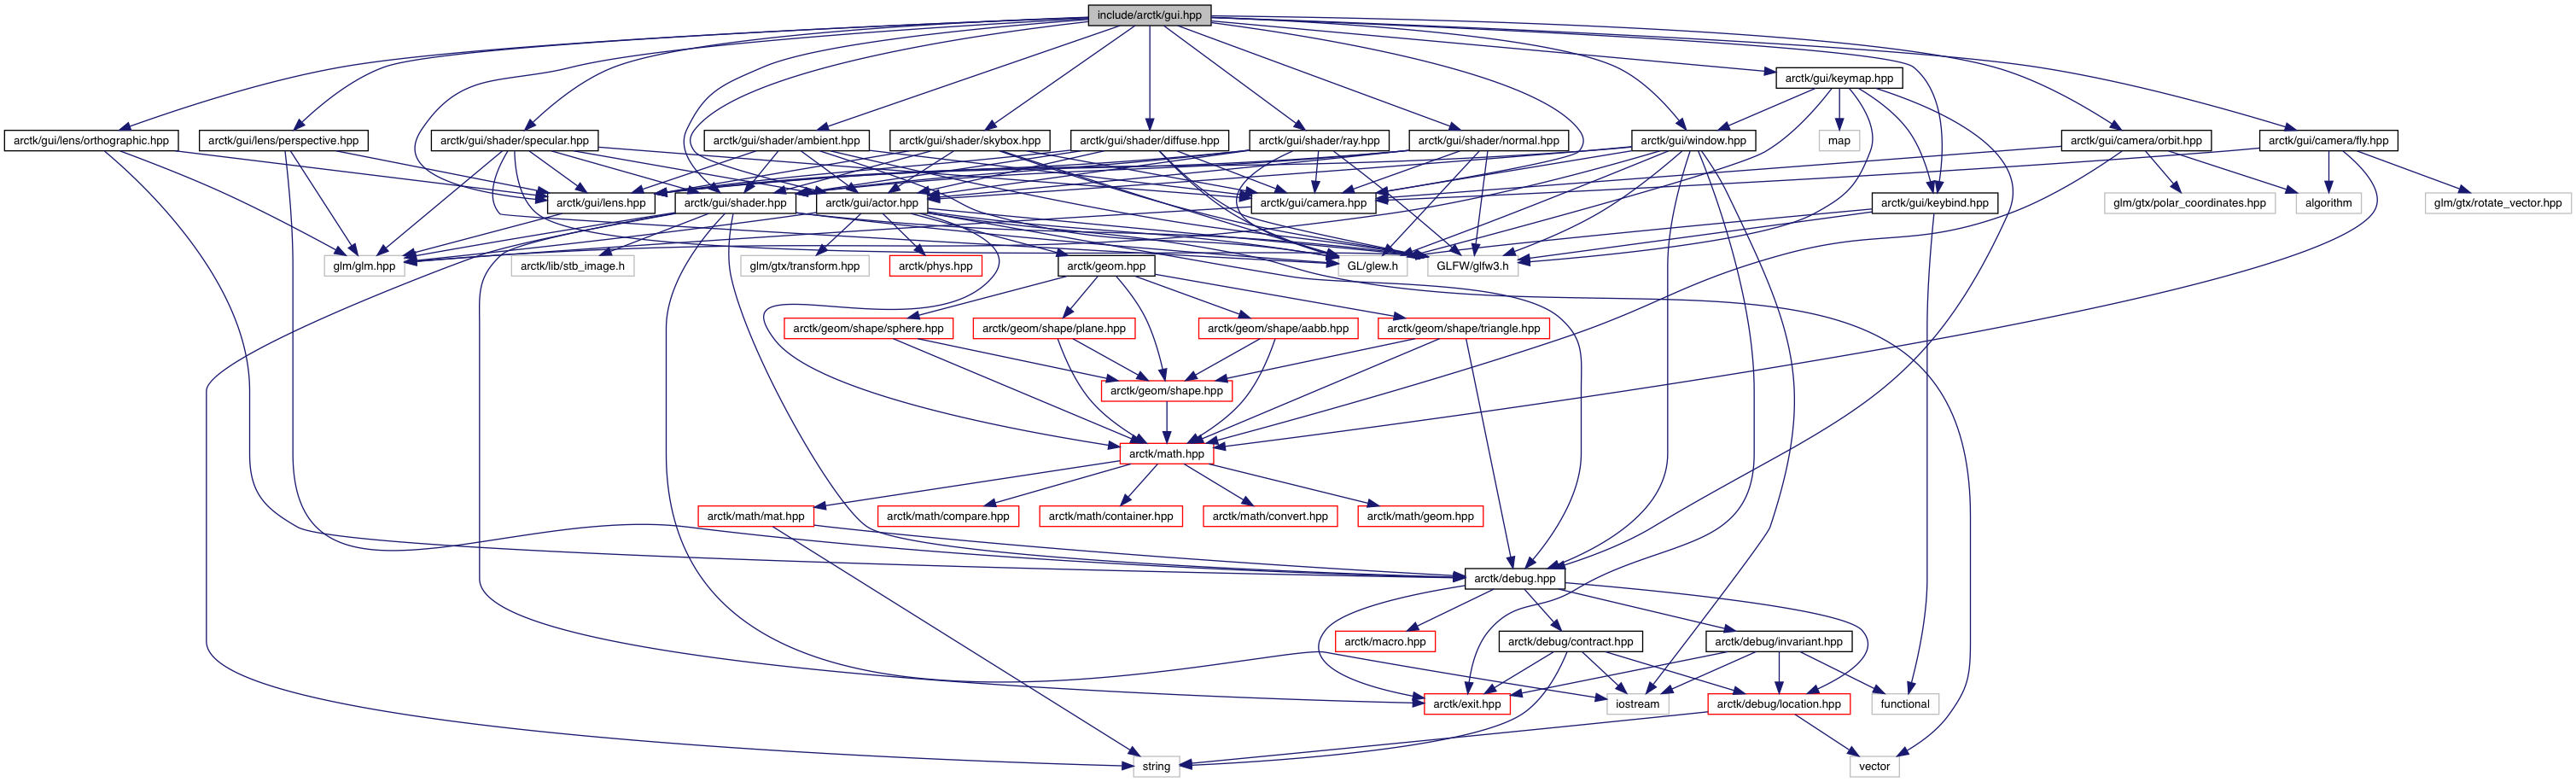 include/arctk/gui.hpp
arctk/gui/keymap.hpp
arctk/gui/lens/orthographic.hpp
arctk/gui/lens/perspective.hpp
arctk/gui/shader/specular.hpp
arctk/gui/shader/ambient.hpp
arctk/gui/shader/skybox.hpp
arctk/gui/shader/diffuse.hpp
arctk/gui/shader/ray.hpp
arctk/gui/shader/normal.hpp
arctk/gui/window.hpp
map
arctk/gui/camera/orbit.hpp
arctk/gui/camera/fly.hpp
arctk/gui/lens.hpp
arctk/gui/shader.hpp
arctk/gui/actor.hpp
arctk/gui/camera.hpp
arctk/gui/keybind.hpp
glm/gtx/polar_coordinates.hpp
algorithm
glm/gtx/rotate_vector.hpp
glm/glm.hpp
arctk/lib/stb_image.h
glm/gtx/transform.hpp
arctk/phys.hpp
arctk/geom.hpp
GL/glew.h
GLFW/glfw3.h
arctk/geom/shape/sphere.hpp
arctk/geom/shape/plane.hpp
arctk/geom/shape/aabb.hpp
arctk/geom/shape/triangle.hpp
arctk/geom/shape.hpp
arctk/math.hpp
arctk/math/mat.hpp
arctk/math/compare.hpp
arctk/math/container.hpp
arctk/math/convert.hpp
arctk/math/geom.hpp
arctk/debug.hpp
arctk/macro.hpp
arctk/debug/contract.hpp
arctk/debug/invariant.hpp
arctk/exit.hpp
iostream
arctk/debug/location.hpp
functional
string
vector